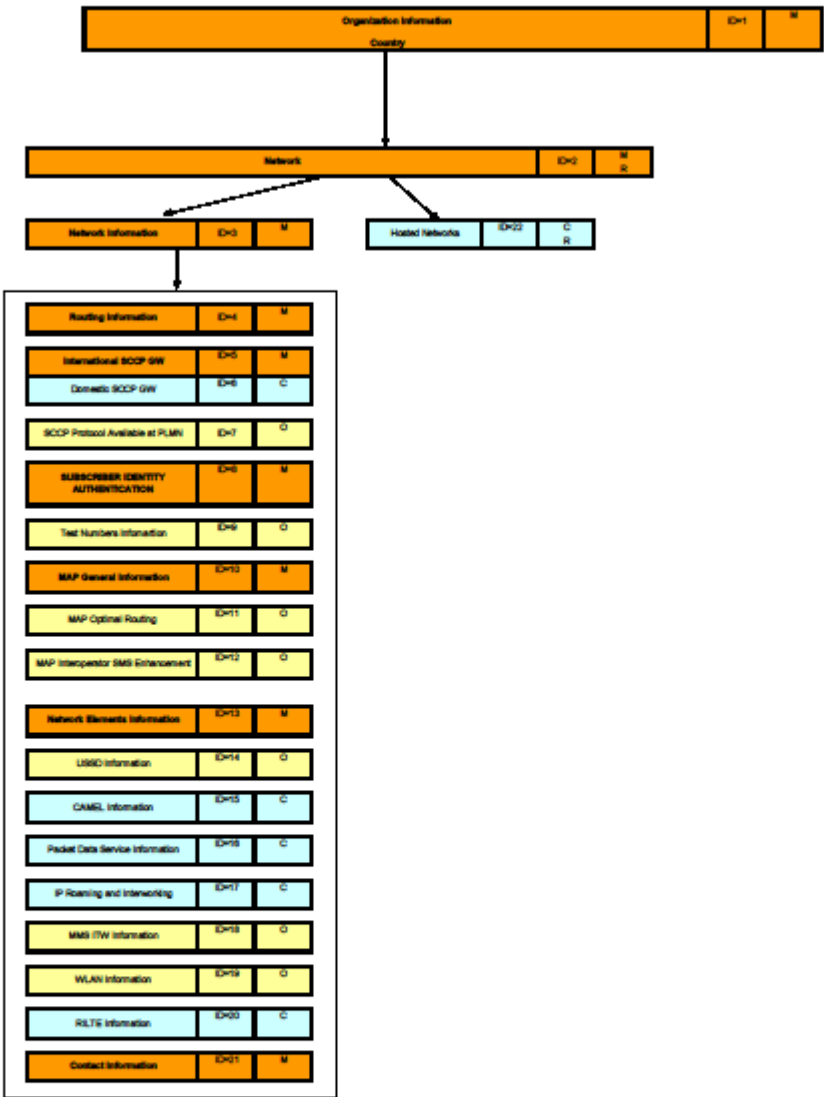 Organization Information ID=1 M
Country
Network ID=2 M
R
Network Information ID=3 M
Hosted Networks ID=22 C
R
Routing Information ID=4 M
International SCCP GW ID=5 M
Domestic SCCP GW ID=6 C
SCCP Protocol Available at PLMN ID=7 O
SUBSCRIBER IDENTITY ID=8 M
AUTHENTICATION
Test Numbers Infomartion ID=9 O
MAP General Information ID=10 M
MAP Optimal Routing ID=11 O
MAP Interoperator SMS Enhancement ID=12 O
Network Elements Information ID=13 M
USSD Information ID=14 O
CAMEL Information ID=15 C
Packet Data Service Information ID=16 C
IP Roaming and Interworking ID=17 C
MMS ITW Information ID=18 O
WLAN Information ID=19 O
RILTE Information ID=20 C
Contact Information ID=21 M